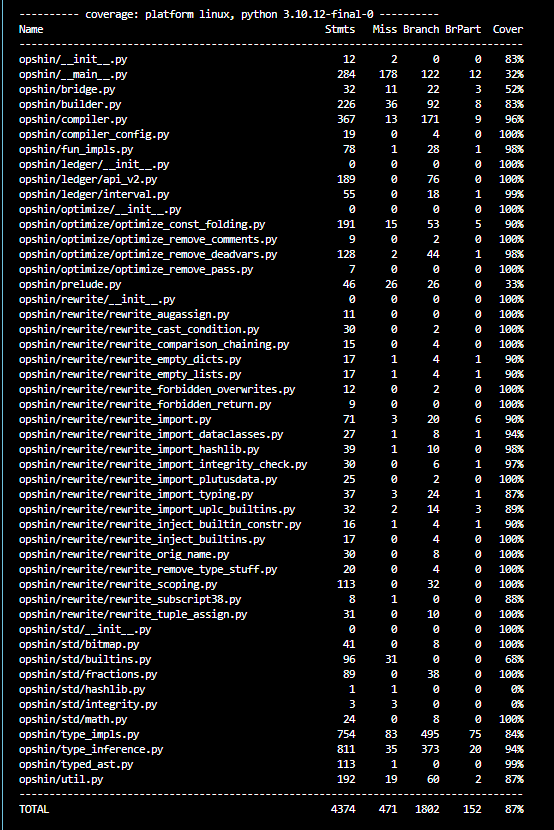 ---------- coverage: platform linux, python 3.10.12-final-0 ----------
Name Stmts Miss Branch BrPart Cover
--------------------------------------------------------------------------------
opshin/__init__.py 12 2 0 0 83%
opshin/__main__.py 284 178 122 12 32%
opshin/bridge.py 32 11 22 3 52%
opshin/builder.py 226 36 92 8 83%
opshin/compiler.py 367 13 171 9 96%
opshin/compiler_config.py 19 0 4 0 100%
opshin/fun_impls.py 78 1 28 1 98%
opshin/ledger/__init__.py 0 0 0 0 100%
opshin/ledger/api_v2.py 189 0 76 0 100%
opshin/ledger/interval.py 55 0 18 1 99%
opshin/optimize/__init__.py 0 0 0 0 100%
opshin/optimize/optimize_const_folding.py 191 15 53 5 90%
opshin/optimize/optimize_remove_comments.py 9 0 2 0 100%
opshin/optimize/optimize_remove_deadvars.py 128 2 44 1 98%
opshin/optimize/optimize_remove_pass.py 7 0 0 0 100%
opshin/prelude.py 46 26 26 0 33%
opshin/rewrite/__init__.py 0 0 0 0 100%
opshin/rewrite/rewrite_augassign.py 11 0 0 0 100%
opshin/rewrite/rewrite_cast_condition.py 30 0 2 0 100%
opshin/rewrite/rewrite_comparison_chaining.py 15 0 4 0 100%
opshin/rewrite/rewrite_empty_dicts.py 17 1 4 1 90%
opshin/rewrite/rewrite_empty_lists.py 17 1 4 1 90%
opshin/rewrite/rewrite_forbidden_overwrites.py 12 0 2 0 100%
opshin/rewrite/rewrite_forbidden_return.py 9 0 0 0 100%
opshin/rewrite/rewrite_import.py 71 3 20 6 90%
opshin/rewrite/rewrite_import_dataclasses.py 27 1 8 1 94%
opshin/rewrite/rewrite_import_hashlib.py 39 1 10 0 98%
opshin/rewrite/rewrite_import_integrity_check.py 30 0 6 1 97%
opshin/rewrite/rewrite_import_plutusdata.py 25 0 2 0 100%
opshin/rewrite/rewrite_import_typing.py 37 3 24 1 87%
opshin/rewrite/rewrite_import_uplc_builtins.py 32 2 14 3 89%
opshin/rewrite/rewrite_inject_builtin_constr.py 16 1 4 1 90%
opshin/rewrite/rewrite_inject_builtins.py 17 0 4 0 100%
opshin/rewrite/rewrite_orig_name.py 30 0 8 0 100%
opshin/rewrite/rewrite_remove_type_stuff.py 20 0 4 0 100%
opshin/rewrite/rewrite_scoping.py 113 0 32 0 100%
opshin/rewrite/rewrite_subscript38.py 8 1 0 0 88%
opshin/rewrite/rewrite_tuple_assign.py 31 0 10 0 100%
opshin/std/__init__.py 0 0 0 0 100%
opshin/std/bitmap.py 41 0 8 0 100%
opshin/std/builtins.py 96 31 0 0 68%
opshin/std/fractions.py 89 0 38 0 100%
opshin/std/hashlib.py 1 1 0 0 0%
opshin/std/integrity.py 3 3 0 0 0%
opshin/std/math.py 24 0 8 0 100%
opshin/type_impls.py 754 83 495 75 84%
opshin/type_inference.py 811 35 373 20 94%
opshin/typed_ast.py 113 1 0 0 99%
opshin/util.py 192 19 60 2 87%
--------------------------------------------------------------------------------
TOTAL 4374 471 1802 152 87%